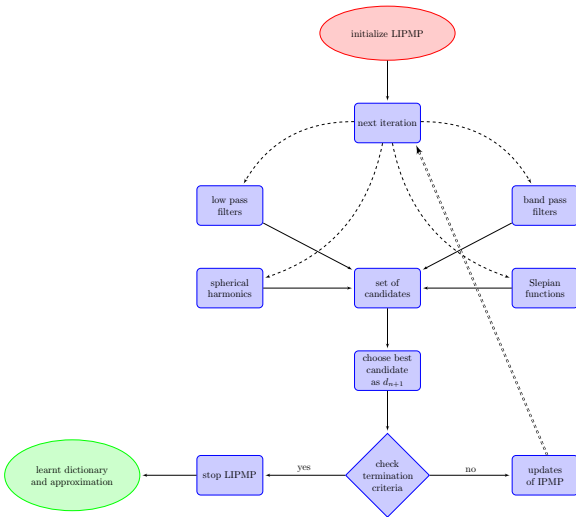 initialize LIPMP
next iteration
low pass
filters
band pass
filters
spherical
harmonics
set of
candidates
Slepian
functions
choose best
candidate
as $d_{n+1}$
learnt dictionary
and approximation
stop LIPMP
yes
check
termination
criteria
no
updates
of IPMP